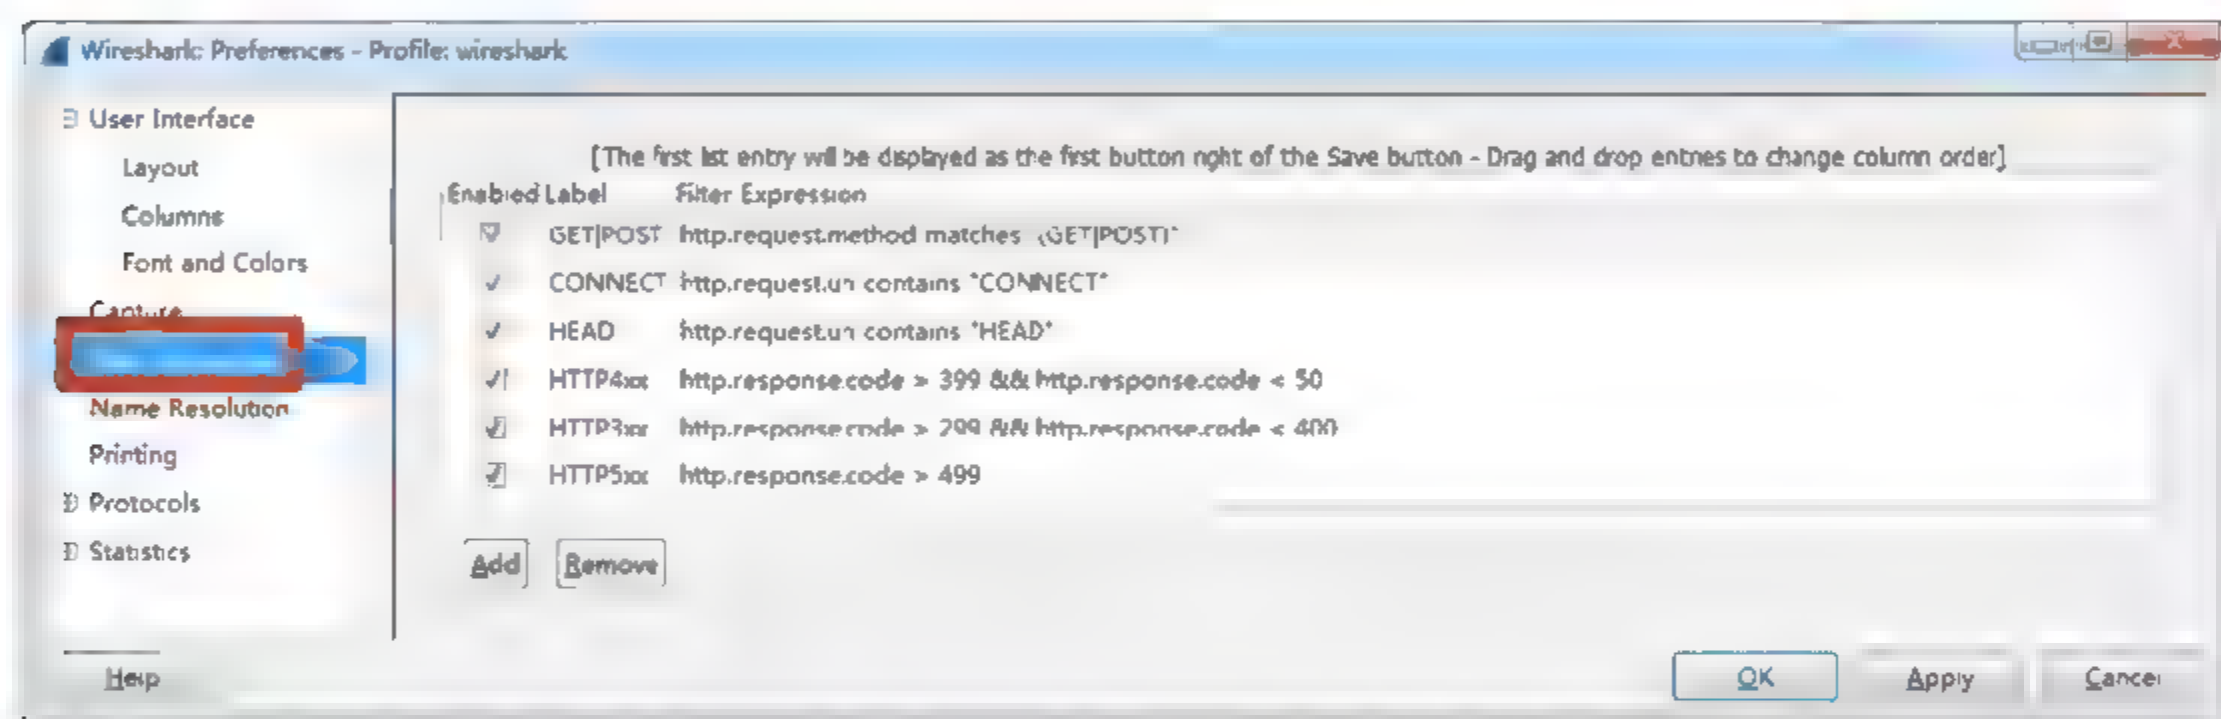 Wireshark: Preferences - Profile: wireshark
User Interface
Layout
Columns
Font and Colors
Capture
Name Resolution
Printing
Protocols
Statistics
[The first list entry will be displayed as the first button right of the Save button - Drag and drop entries to change column order]
Enabled Label Filter Expression
GET|POST http.request.method matches "(GET|POST)"
CONNECT http.request.uri contains "CONNECT"
HEAD http.request.uri contains "HEAD"
HTTP4xx http.response.code > 399 && http.response.code < 50
HTTP3xx http.response.code > 299 && http.response.code < 400
HTTP5xx http.response.code > 499
Add Remove
Help
OK Apply Cancel